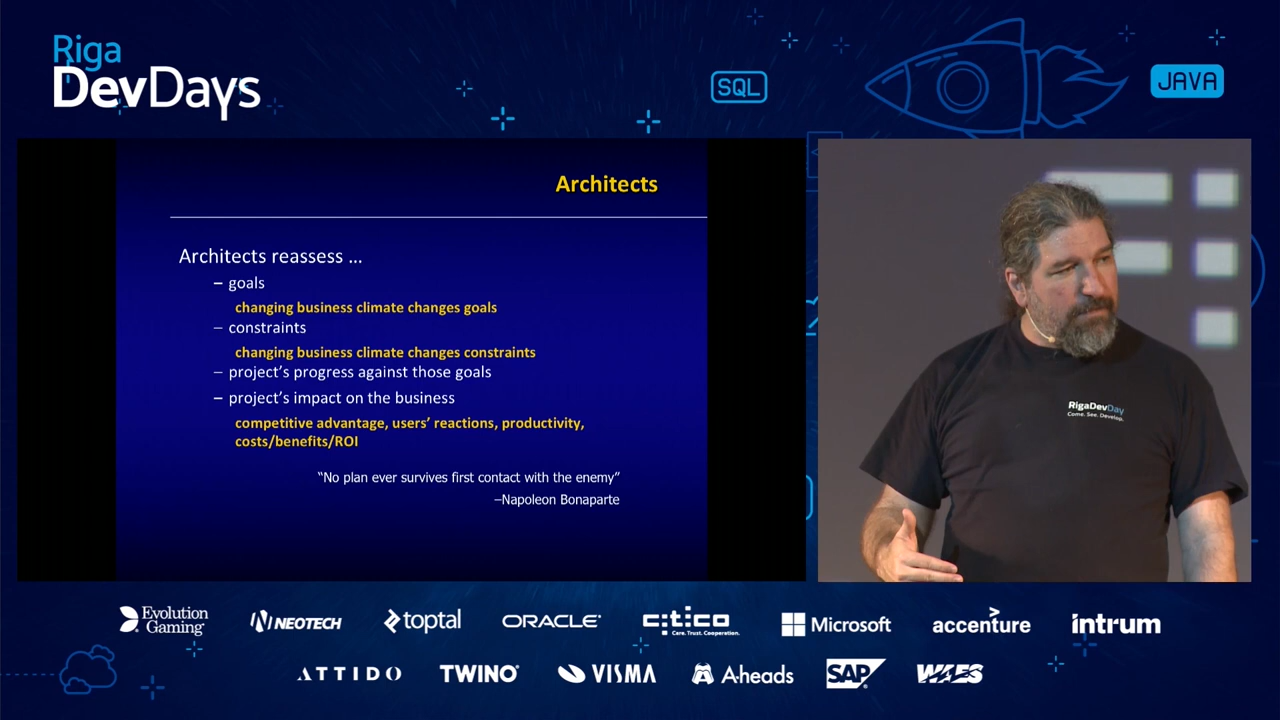 Riga
DevDays
SQL
JAVA
Architects
Architects reassess …
– goals
changing business climate changes goals
– constraints
changing business climate changes constraints
– project's progress against those goals
– project's impact on the business
competitive advantage, users' reactions, productivity,
costs/benefits/ROI
“No plan ever survives first contact with the enemy”
–Napoleon Bonaparte
RigaDevDay
Come. See. Develop.
Evolution
Gaming
NEOTECH
toptal
ORACLE
citco
Care. Trust. Cooperation.
Microsoft
accenture
intrum
ATTIDO
TWINO
VISMA
A-heads
SAP
WAES